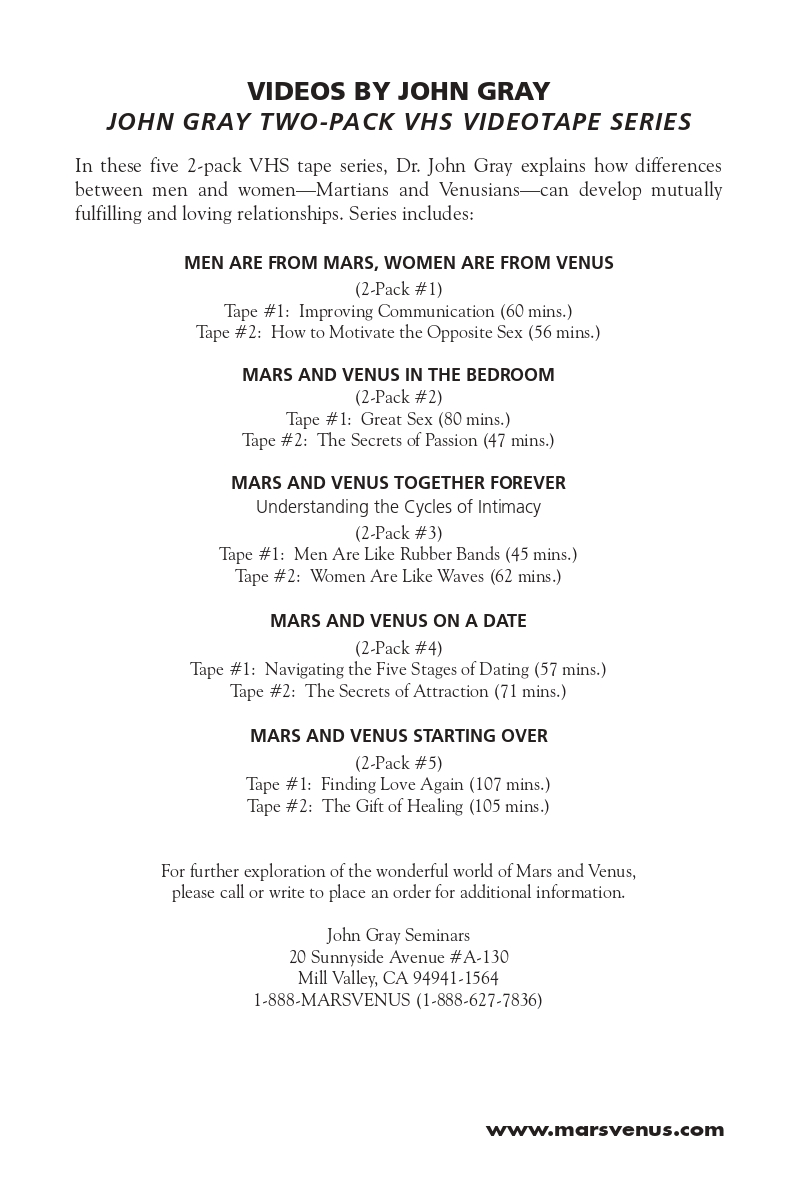 VIDEOS BY JOHN GRAY
JOHN GRAY TWO-PACK VHS VIDEOTAPE SERIES
In these five 2-pack VHS tape series, Dr. John Gray explains how differences
between men and women—Martians and Venusians—can develop mutually
fulfilling and loving relationships. Series includes:
MEN ARE FROM MARS, WOMEN ARE FROM VENUS
(2-Pack #1)
Tape #1:  Improving Communication (60 mins.)
Tape #2:  How to Motivate the Opposite Sex (56 mins.)
MARS AND VENUS IN THE BEDROOM
(2-Pack #2)
Tape #1:  Great Sex (80 mins.)
Tape #2:  The Secrets of Passion (47 mins.)
MARS AND VENUS TOGETHER FOREVER
Understanding the Cycles of Intimacy
(2-Pack #3)
Tape #1:  Men Are Like Rubber Bands (45 mins.)
Tape #2:  Women Are Like Waves (62 mins.)
MARS AND VENUS ON A DATE
(2-Pack #4)
Tape #1:  Navigating the Five Stages of Dating (57 mins.)
Tape #2:  The Secrets of Attraction (71 mins.)
MARS AND VENUS STARTING OVER
(2-Pack #5)
Tape #1:  Finding Love Again (107 mins.)
Tape #2:  The Gift of Healing (105 mins.)
For further exploration of the wonderful world of Mars and Venus,
please call or write to place an order for additional information.
John Gray Seminars
20 Sunnyside Avenue #A-130
Mill Valley, CA 94941-1564
1-888-MARSVENUS (1-888-627-7836)
www.marsvenus.com